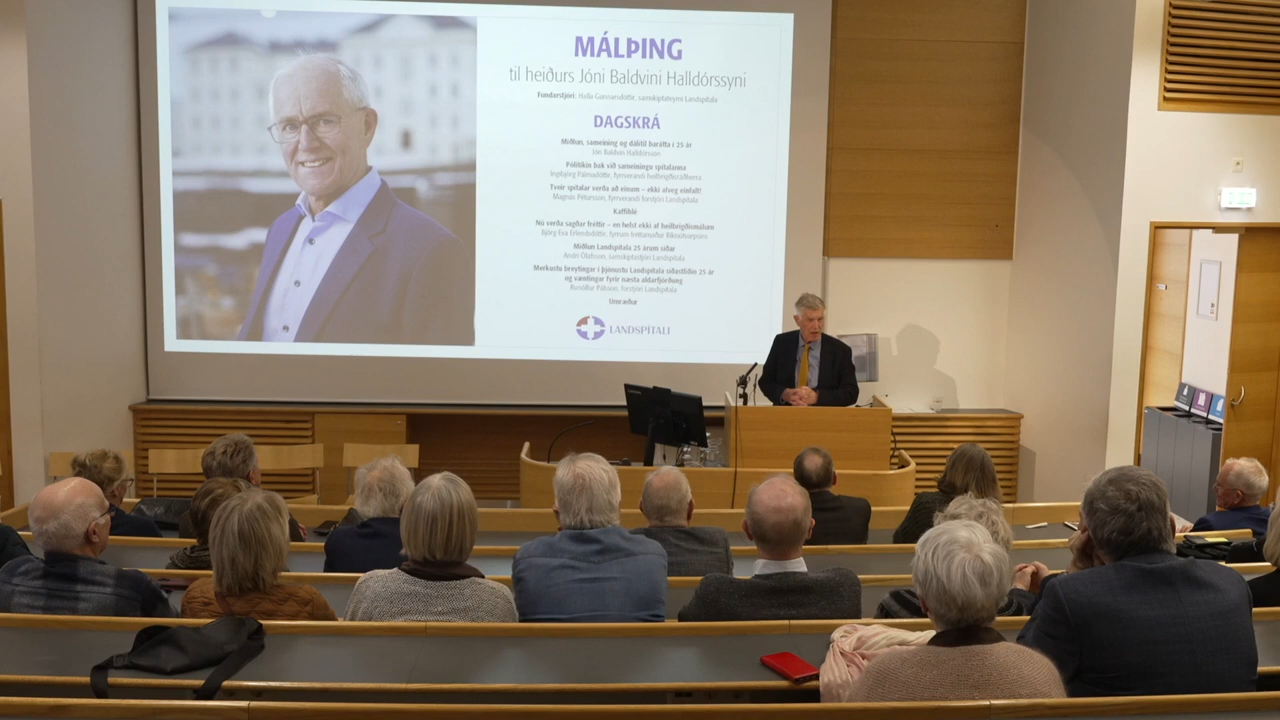 MÁLÞING
til heiðurs Jóni Baldvini Halldórssyni
Fundarstjóri: Halla Gunnarsdóttir, samskiptateymi Landspítala
DAGSKRÁ
Miðlun, sameining og dálítil barátta í 25 ár
Jón Baldvin Halldórsson
Pólitíkin bak við sameiningu spítalanna
Ingibjörg Pálmadóttir, fyrrverandi heilbrigðisráðherra
Tveir spítalar verða að einum – ekki alveg einfalt!
Magnús Pétursson, fyrrverandi forstjóri Landspítala
Kaffihlé
Nú verða sagðar fréttir – en helst ekki af heilbrigðismálum
Björg Eva Erlendsdóttir, fyrrum fréttamaður Ríkisútvarpsins
Miðlun Landspítala 25 árum síðar
Andri Ólafsson, samskiptastjóri Landspítala
Merkustu breytingar í þjónustu Landspítala síðastliðin 25 ár
og væntingar fyrir næsta aldarfjórðung
Runólfur Pálsson, forstjóri Landspítala
Umræður
LANDSPÍTALI